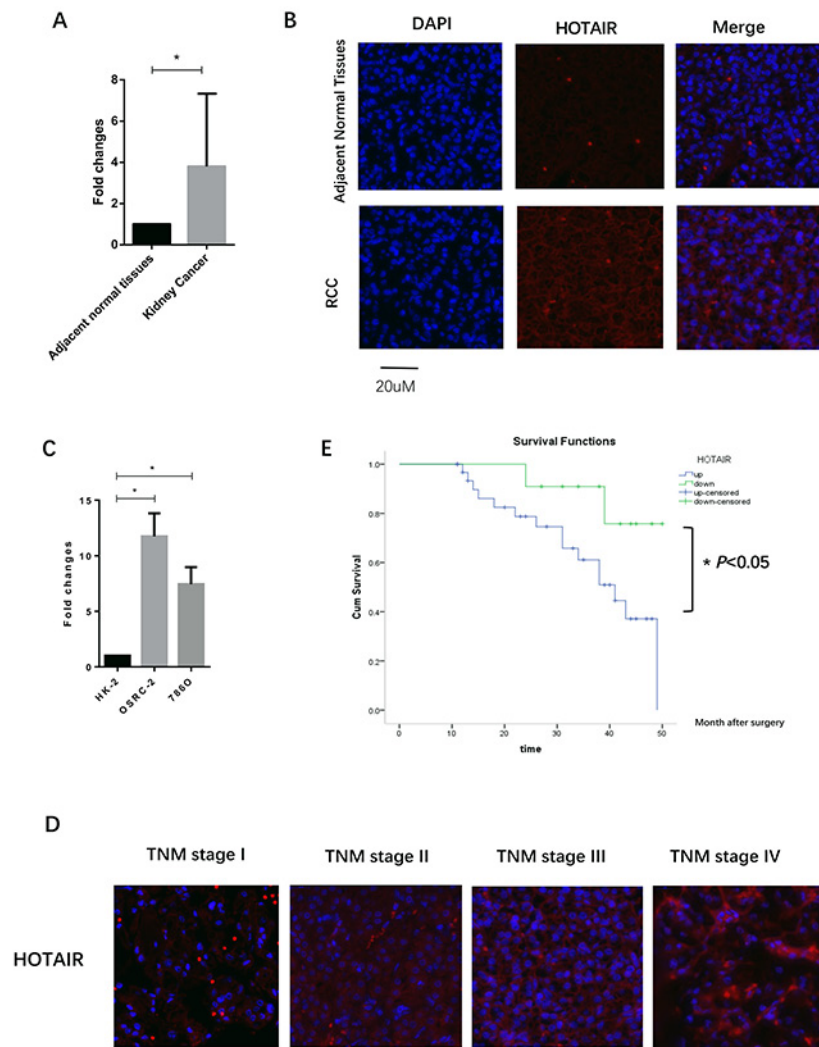 A
*
Fold changes
8
6
4
2
0
Adjacent normal tissues
Kidney Cancer
B
DAPI
HOTAIR
Merge
Adjacent Normal Tissues
RCC
20uM
C
*
*
Fold changes
15
10
5
0
HK-2
OSRC-2
786O
E
Survival Functions
HOTAIR
up
down
up-censored
down-censored
Cum Survival
1.0
0.8
0.6
0.4
0.2
0.0
* P<0.05
0
10
20
30
40
50
time
Month after surgery
D
TNM stage I
TNM stage II
TNM stage III
TNM stage IV
HOTAIR